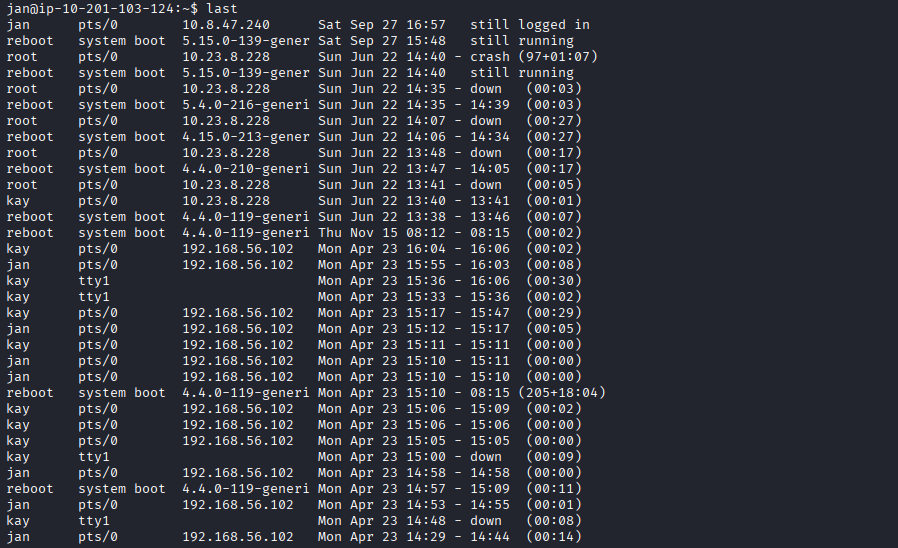 jan@ip-10-201-103-124:~$ last
jan      pts/0        10.8.47.240      Sat Sep 27 16:57   still logged in
reboot   system boot  5.15.0-139-gener Sat Sep 27 15:48   still running
root     pts/0        10.23.8.228      Sun Jun 22 14:40 - crash (97+01:07)
reboot   system boot  5.15.0-139-gener Sun Jun 22 14:40   still running
root     pts/0        10.23.8.228      Sun Jun 22 14:35 - down   (00:03)
reboot   system boot  5.4.0-216-generi Sun Jun 22 14:35 - 14:39  (00:03)
root     pts/0        10.23.8.228      Sun Jun 22 14:07 - down   (00:27)
reboot   system boot  4.15.0-213-gener Sun Jun 22 14:06 - 14:34  (00:27)
root     pts/0        10.23.8.228      Sun Jun 22 13:48 - down   (00:17)
reboot   system boot  4.4.0-210-generi Sun Jun 22 13:47 - 14:05  (00:17)
root     pts/0        10.23.8.228      Sun Jun 22 13:41 - down   (00:05)
kay      pts/0        10.23.8.228      Sun Jun 22 13:40 - 13:41  (00:01)
reboot   system boot  4.4.0-119-generi Sun Jun 22 13:38 - 13:46  (00:07)
reboot   system boot  4.4.0-119-generi Thu Nov 15 08:12 - 08:15  (00:02)
kay      pts/0        192.168.56.102   Mon Apr 23 16:04 - 16:06  (00:02)
jan      pts/0        192.168.56.102   Mon Apr 23 15:55 - 16:03  (00:08)
kay      tty1                          Mon Apr 23 15:36 - 16:06  (00:30)
kay      tty1                          Mon Apr 23 15:33 - 15:36  (00:02)
kay      pts/0        192.168.56.102   Mon Apr 23 15:17 - 15:47  (00:29)
jan      pts/0        192.168.56.102   Mon Apr 23 15:12 - 15:17  (00:05)
kay      pts/0        192.168.56.102   Mon Apr 23 15:11 - 15:11  (00:00)
jan      pts/0        192.168.56.102   Mon Apr 23 15:10 - 15:11  (00:00)
jan      pts/0        192.168.56.102   Mon Apr 23 15:10 - 15:10  (00:00)
reboot   system boot  4.4.0-119-generi Mon Apr 23 15:10 - 08:15 (205+18:04)
kay      pts/0        192.168.56.102   Mon Apr 23 15:06 - 15:09  (00:02)
kay      pts/0        192.168.56.102   Mon Apr 23 15:06 - 15:06  (00:00)
kay      pts/0        192.168.56.102   Mon Apr 23 15:05 - 15:05  (00:00)
kay      tty1                          Mon Apr 23 15:00 - down   (00:09)
jan      pts/0        192.168.56.102   Mon Apr 23 14:58 - 14:58  (00:00)
reboot   system boot  4.4.0-119-generi Mon Apr 23 14:57 - 15:09  (00:11)
jan      pts/0        192.168.56.102   Mon Apr 23 14:53 - 14:55  (00:01)
kay      tty1                          Mon Apr 23 14:48 - down   (00:08)
jan      pts/0        192.168.56.102   Mon Apr 23 14:29 - 14:44  (00:14)